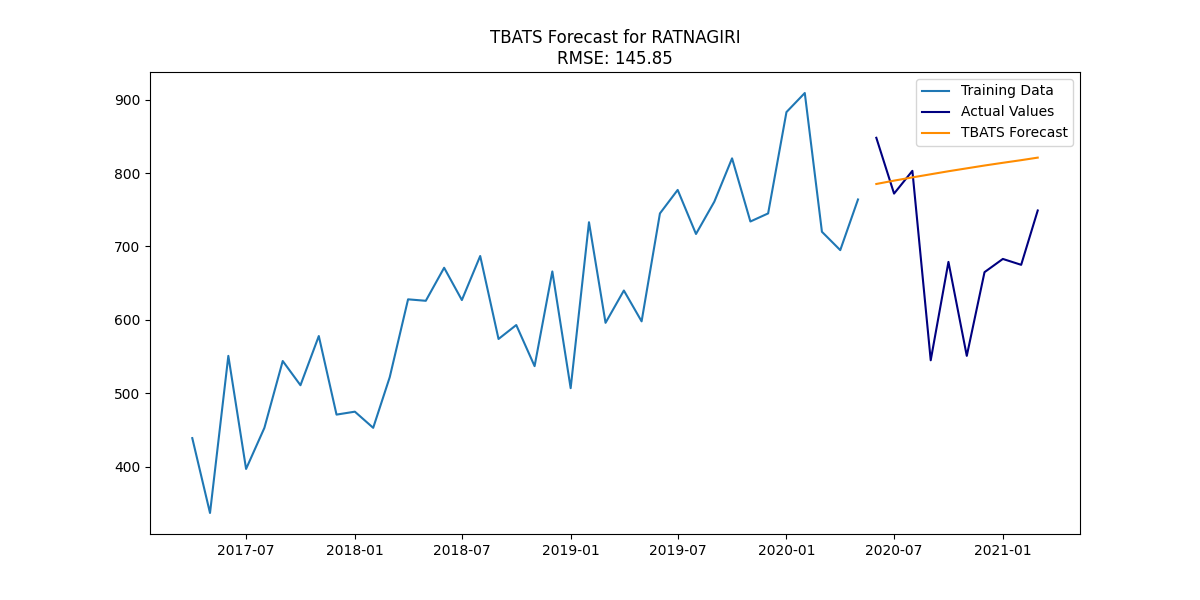 TBATS Forecast for RATNAGIRI
RMSE: 145.85
Training Data
Actual Values
TBATS Forecast
900
800
700
600
500
400
2017-07
2018-01
2018-07
2019-01
2019-07
2020-01
2020-07
2021-01